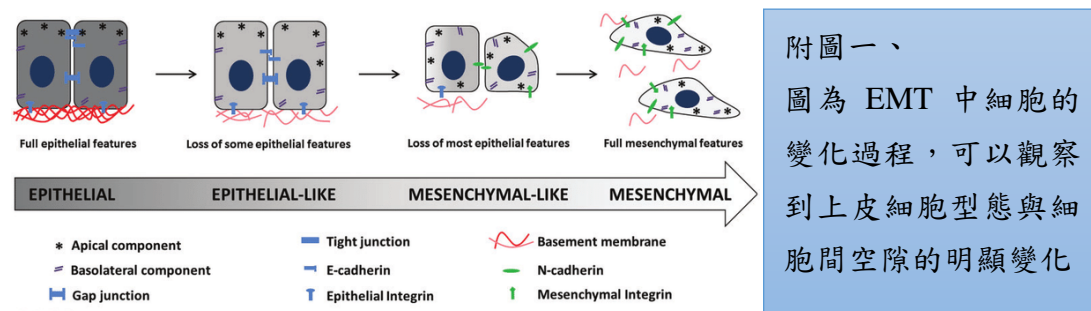 Full epithelial features
Loss of some epithelial features
Loss of most epithelial features
Full mesenchymal features
EPITHELIAL
EPITHELIAL-LIKE
MESENCHYMAL-LIKE
MESENCHYMAL
* Apical component
Basolateral component
Gap junction
Tight junction
E-cadherin
Epithelial Integrin
Basement membrane
N-cadherin
Mesenchymal Integrin
附圖一、
圖為 EMT 中細胞的
變化過程，可以觀察
到上皮細胞型態與細
胞間空隙的明顯變化